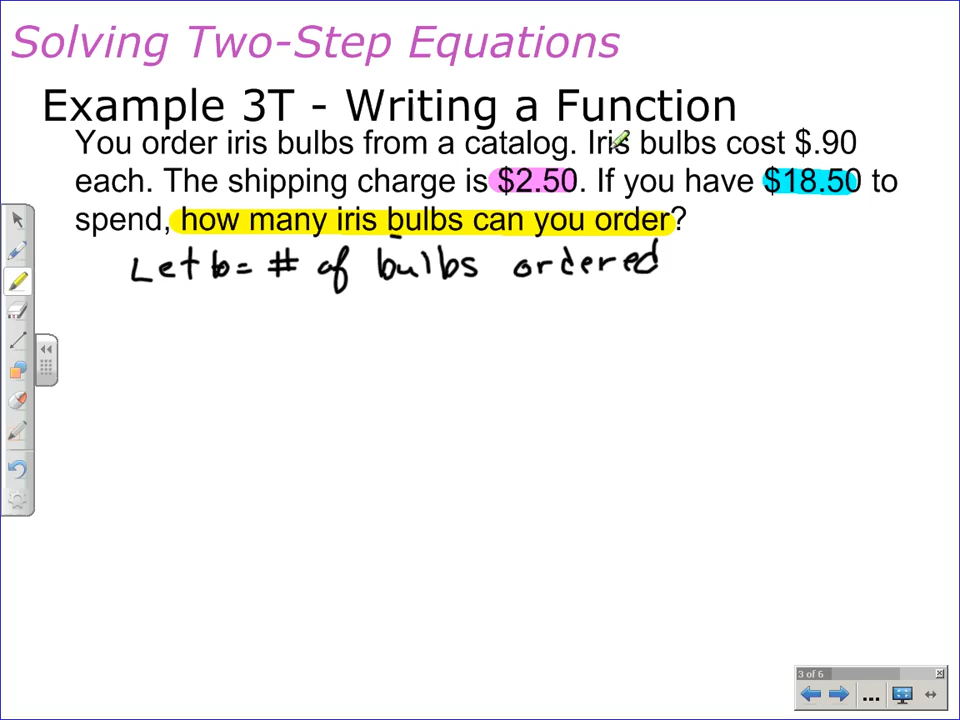 Solving Two-Step Equations
Example 3T - Writing a Function
You order iris bulbs from a catalog. Iris bulbs cost $.90
each. The shipping charge is $2.50. If you have $18.50 to
spend, how many iris bulbs can you order?
Let b = # of bulbs ordered
3 of 6
...